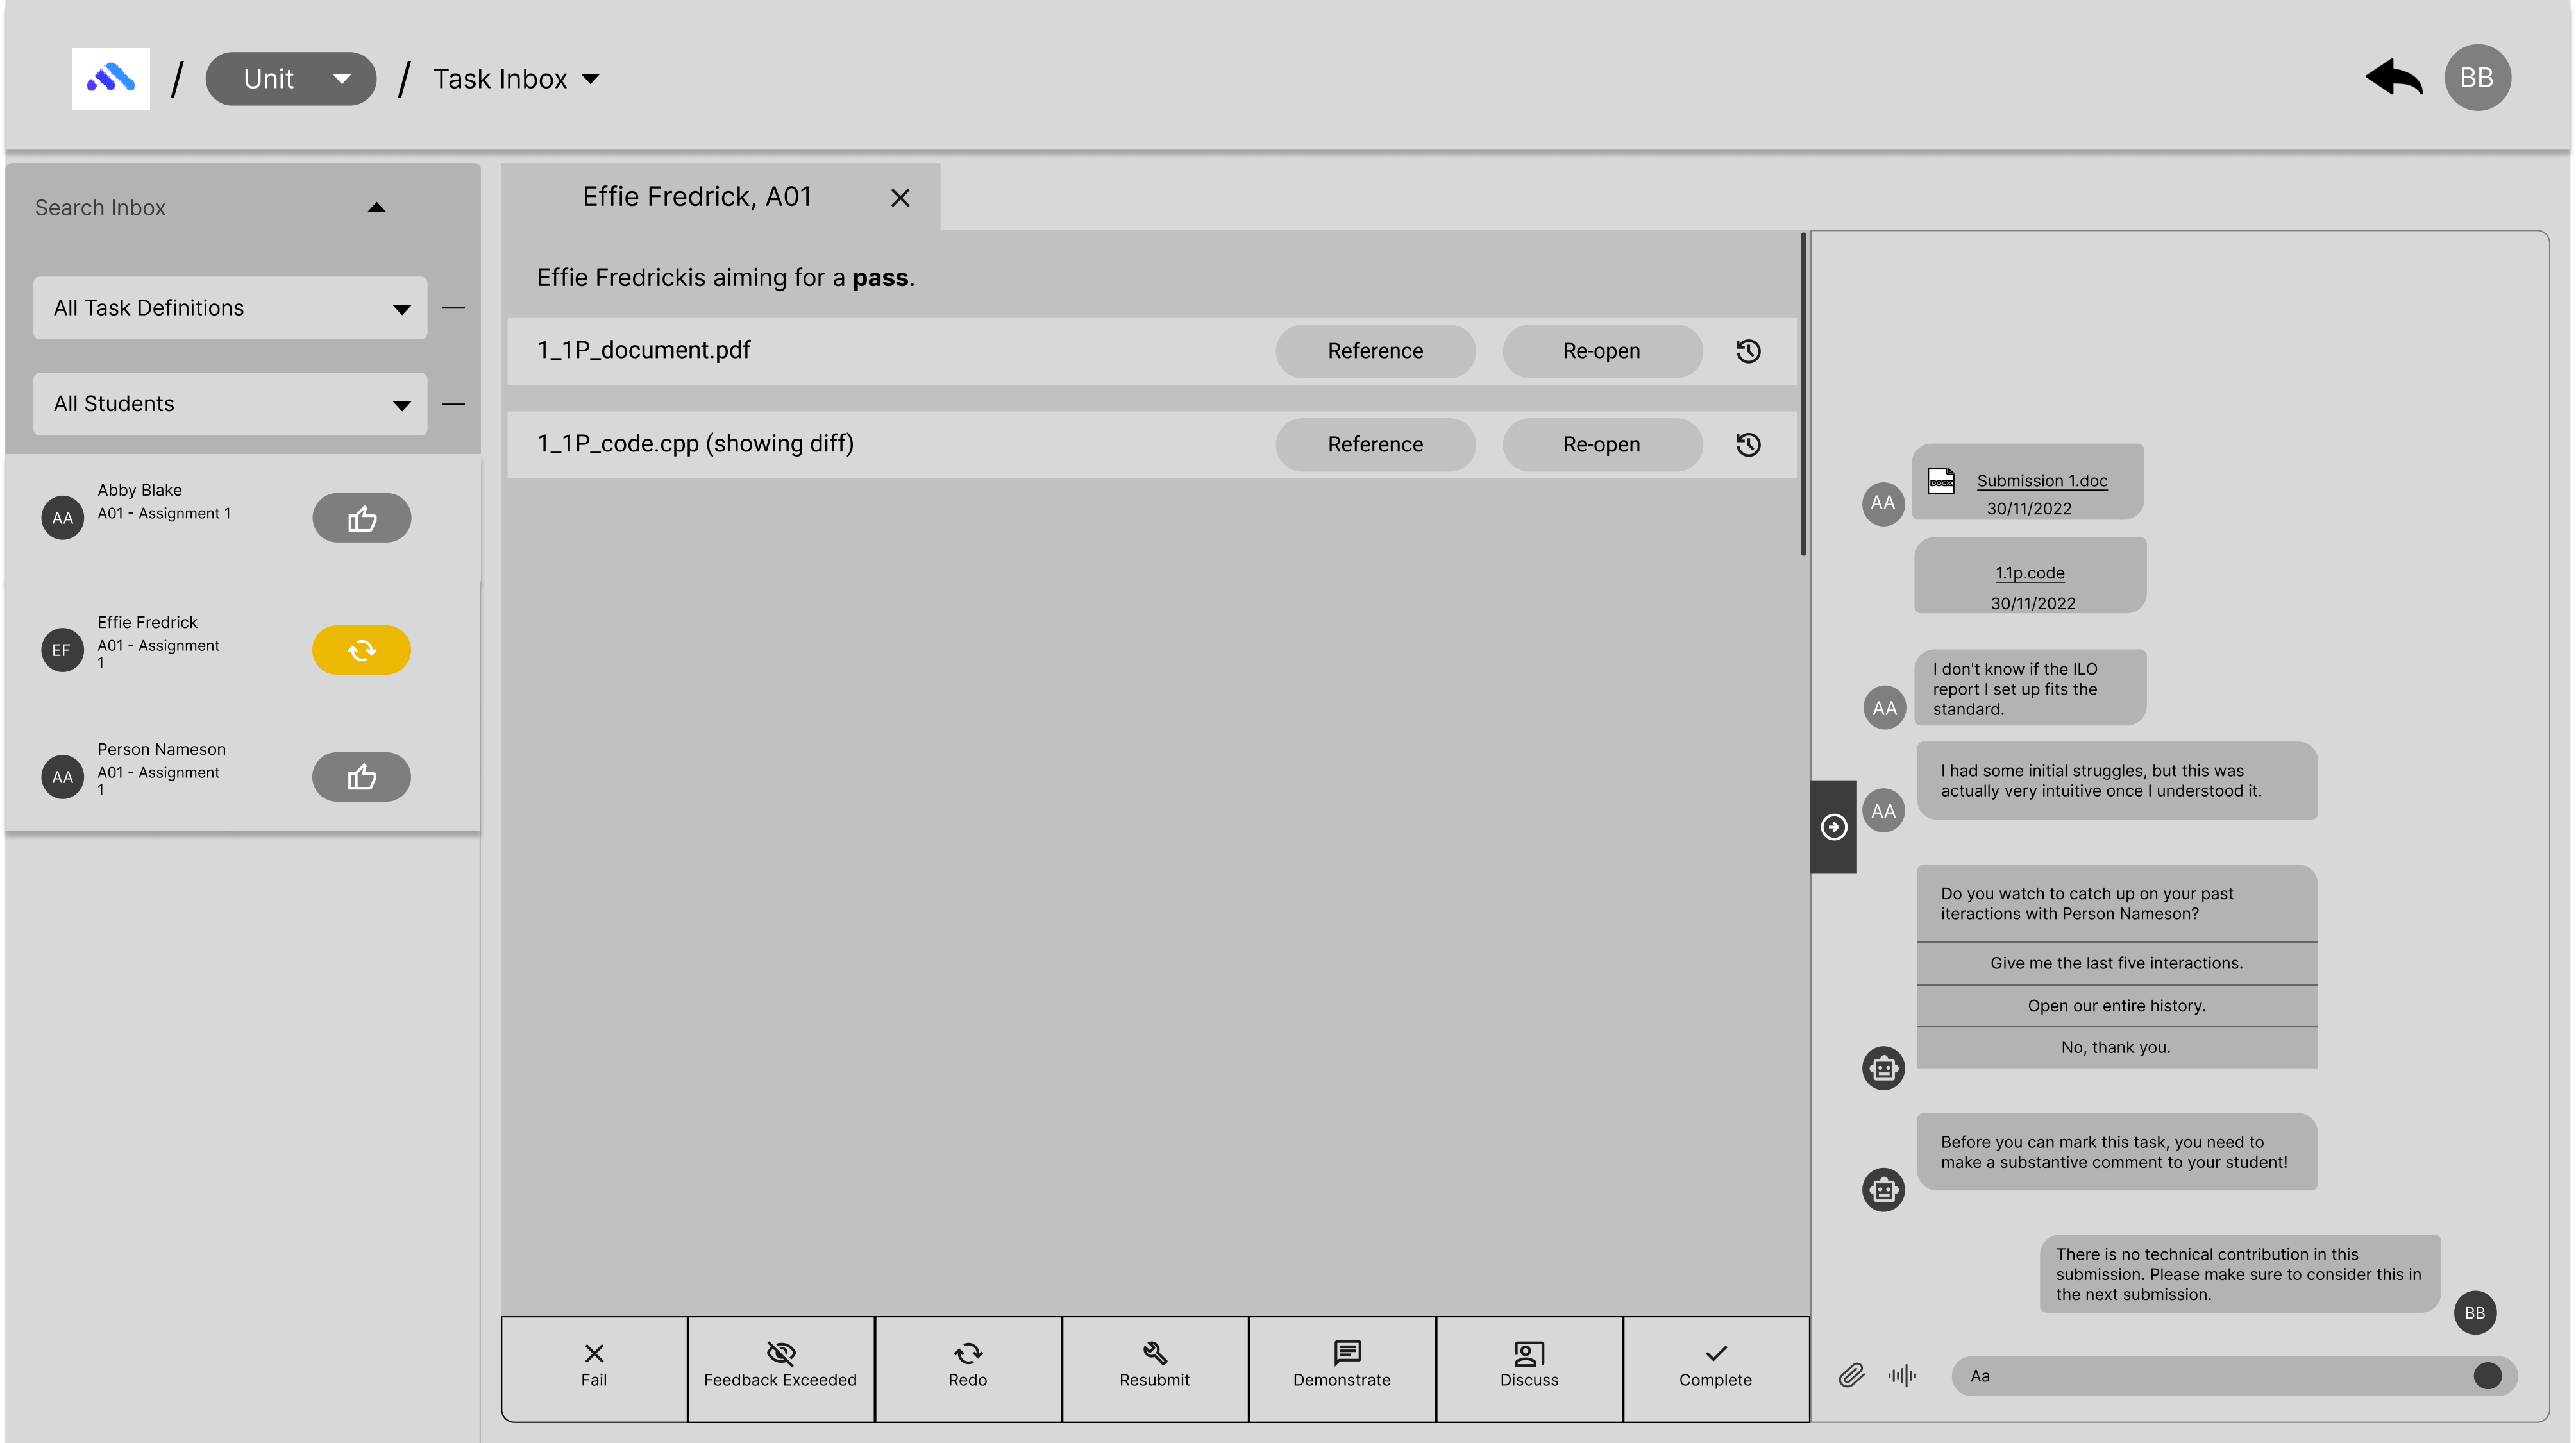 / Unit / Task Inbox
BB
Search Inbox
All Task Definitions
All Students
AA
Abby Blake
A01 - Assignment 1
EF
Effie Fredrick
A01 - Assignment
1
AA
Person Nameson
A01 - Assignment
1
Effie Fredrick, A01
Effie Fredrickis aiming for a pass.
1_1P_document.pdf
Reference
Re-open
1_1P_code.cpp (showing diff)
Reference
Re-open
Fail
Feedback Exceeded
Redo
Resubmit
Demonstrate
Discuss
Complete
AA
DOCX
Submission 1.doc
30/11/2022
1.1p.code
30/11/2022
AA
I don't know if the ILO
report I set up fits the
standard.
AA
I had some initial struggles, but this was
actually very intuitive once I understood it.
Do you watch to catch up on your past
iteractions with Person Nameson?
Give me the last five interactions.
Open our entire history.
No, thank you.
Before you can mark this task, you need to
make a substantive comment to your student!
There is no technical contribution in this
submission. Please make sure to consider this in
the next submission.
BB
Aa